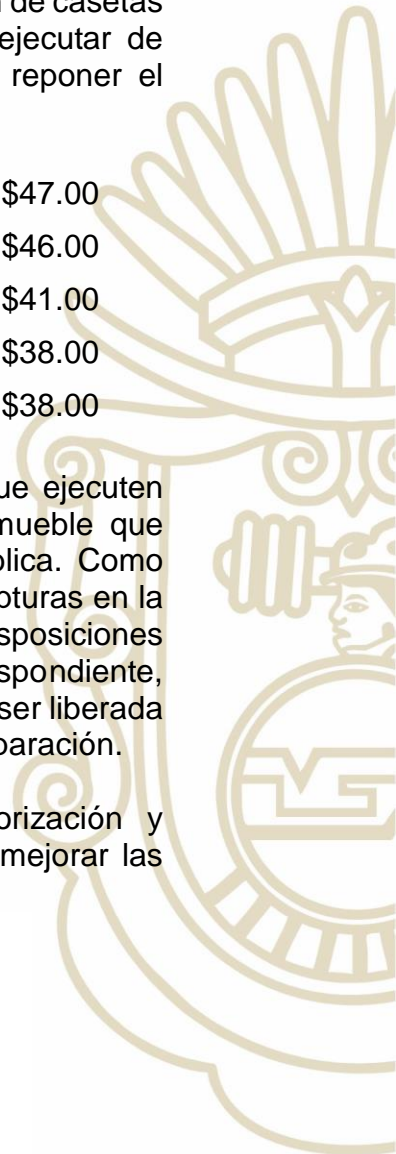 de casetas
ejecutar de
reponer el
$47.00
$46.00
$41.00
$38.00
$38.00
ue ejecuten
mueble que
blica. Como
pturas en la
sposiciones
spondiente,
ser liberada
paración.
orización y
mejorar las